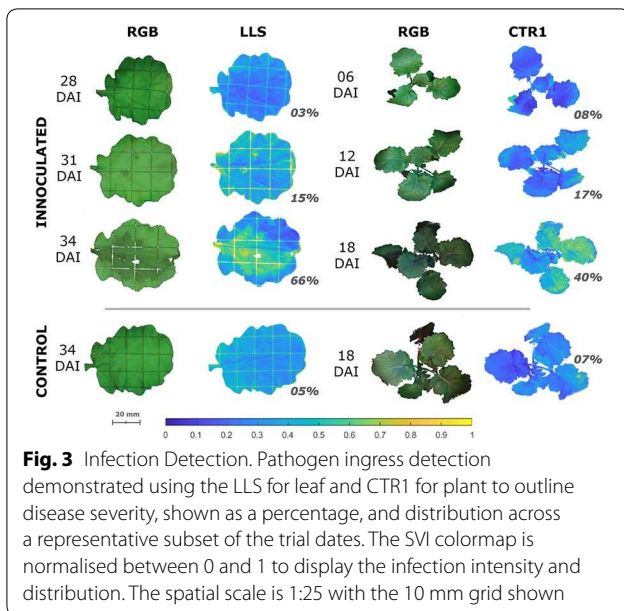 RGB LLS RGB CTR1
INNOCULATED
28 DAI 03% 06 DAI 08%
31 DAI 15% 12 DAI 17%
34 DAI 66% 18 DAI 40%
CONTROL
34 DAI 05% 18 DAI 07%
20 mm
0 0.1 0.2 0.3 0.4 0.5 0.6 0.7 0.8 0.9 1
Fig. 3 Infection Detection. Pathogen ingress detection
demonstrated using the LLS for leaf and CTR1 for plant to outline
disease severity, shown as a percentage, and distribution across
a representative subset of the trial dates. The SVI colormap is
normalised between 0 and 1 to display the infection intensity and
distribution. The spatial scale is 1:25 with the 10 mm grid shown